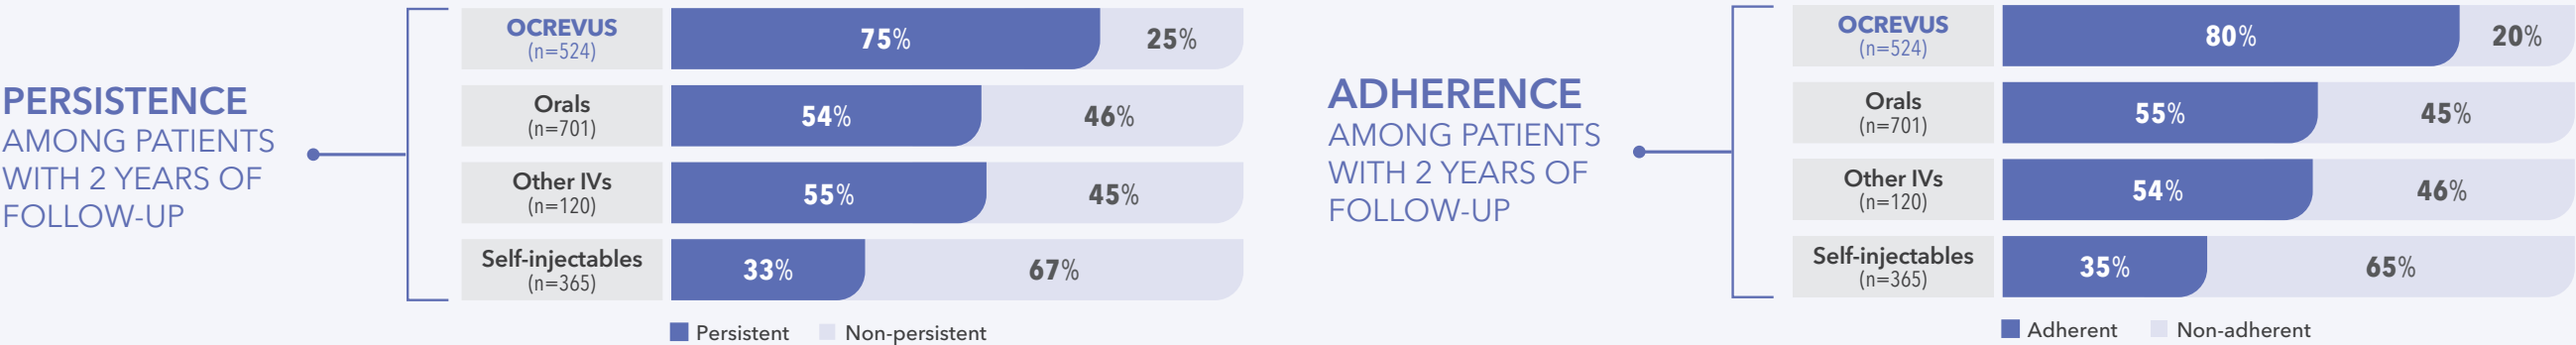 PERSISTENCE
AMONG PATIENTS
WITH 2 YEARS OF
FOLLOW-UP
OCREVUS
(n=524)
75%
25%
Orals
(n=701)
54%
46%
Other IVs
(n=120)
55%
45%
Self-injectables
(n=365)
33%
67%
Persistent
Non-persistent
ADHERENCE
AMONG PATIENTS
WITH 2 YEARS OF
FOLLOW-UP
OCREVUS
(n=524)
80%
20%
Orals
(n=701)
55%
45%
Other IVs
(n=120)
54%
46%
Self-injectables
(n=365)
35%
65%
Adherent
Non-adherent